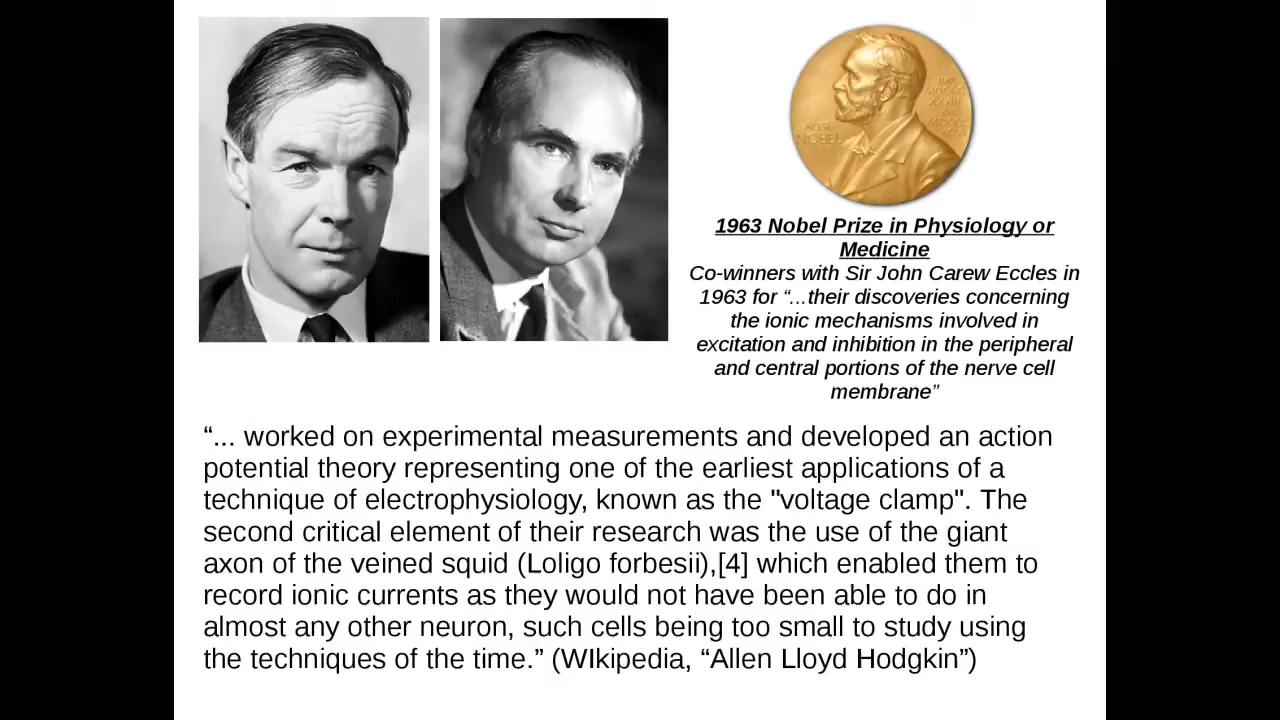 1963 Nobel Prize in Physiology or
Medicine
Co-winners with Sir John Carew Eccles in
1963 for “...their discoveries concerning
the ionic mechanisms involved in
excitation and inhibition in the peripheral
and central portions of the nerve cell
membrane”
“... worked on experimental measurements and developed an action
potential theory representing one of the earliest applications of a
technique of electrophysiology, known as the "voltage clamp". The
second critical element of their research was the use of the giant
axon of the veined squid (Loligo forbesii),[4] which enabled them to
record ionic currents as they would not have been able to do in
almost any other neuron, such cells being too small to study using
the techniques of the time.” (WIkipedia, “Allen Lloyd Hodgkin”)